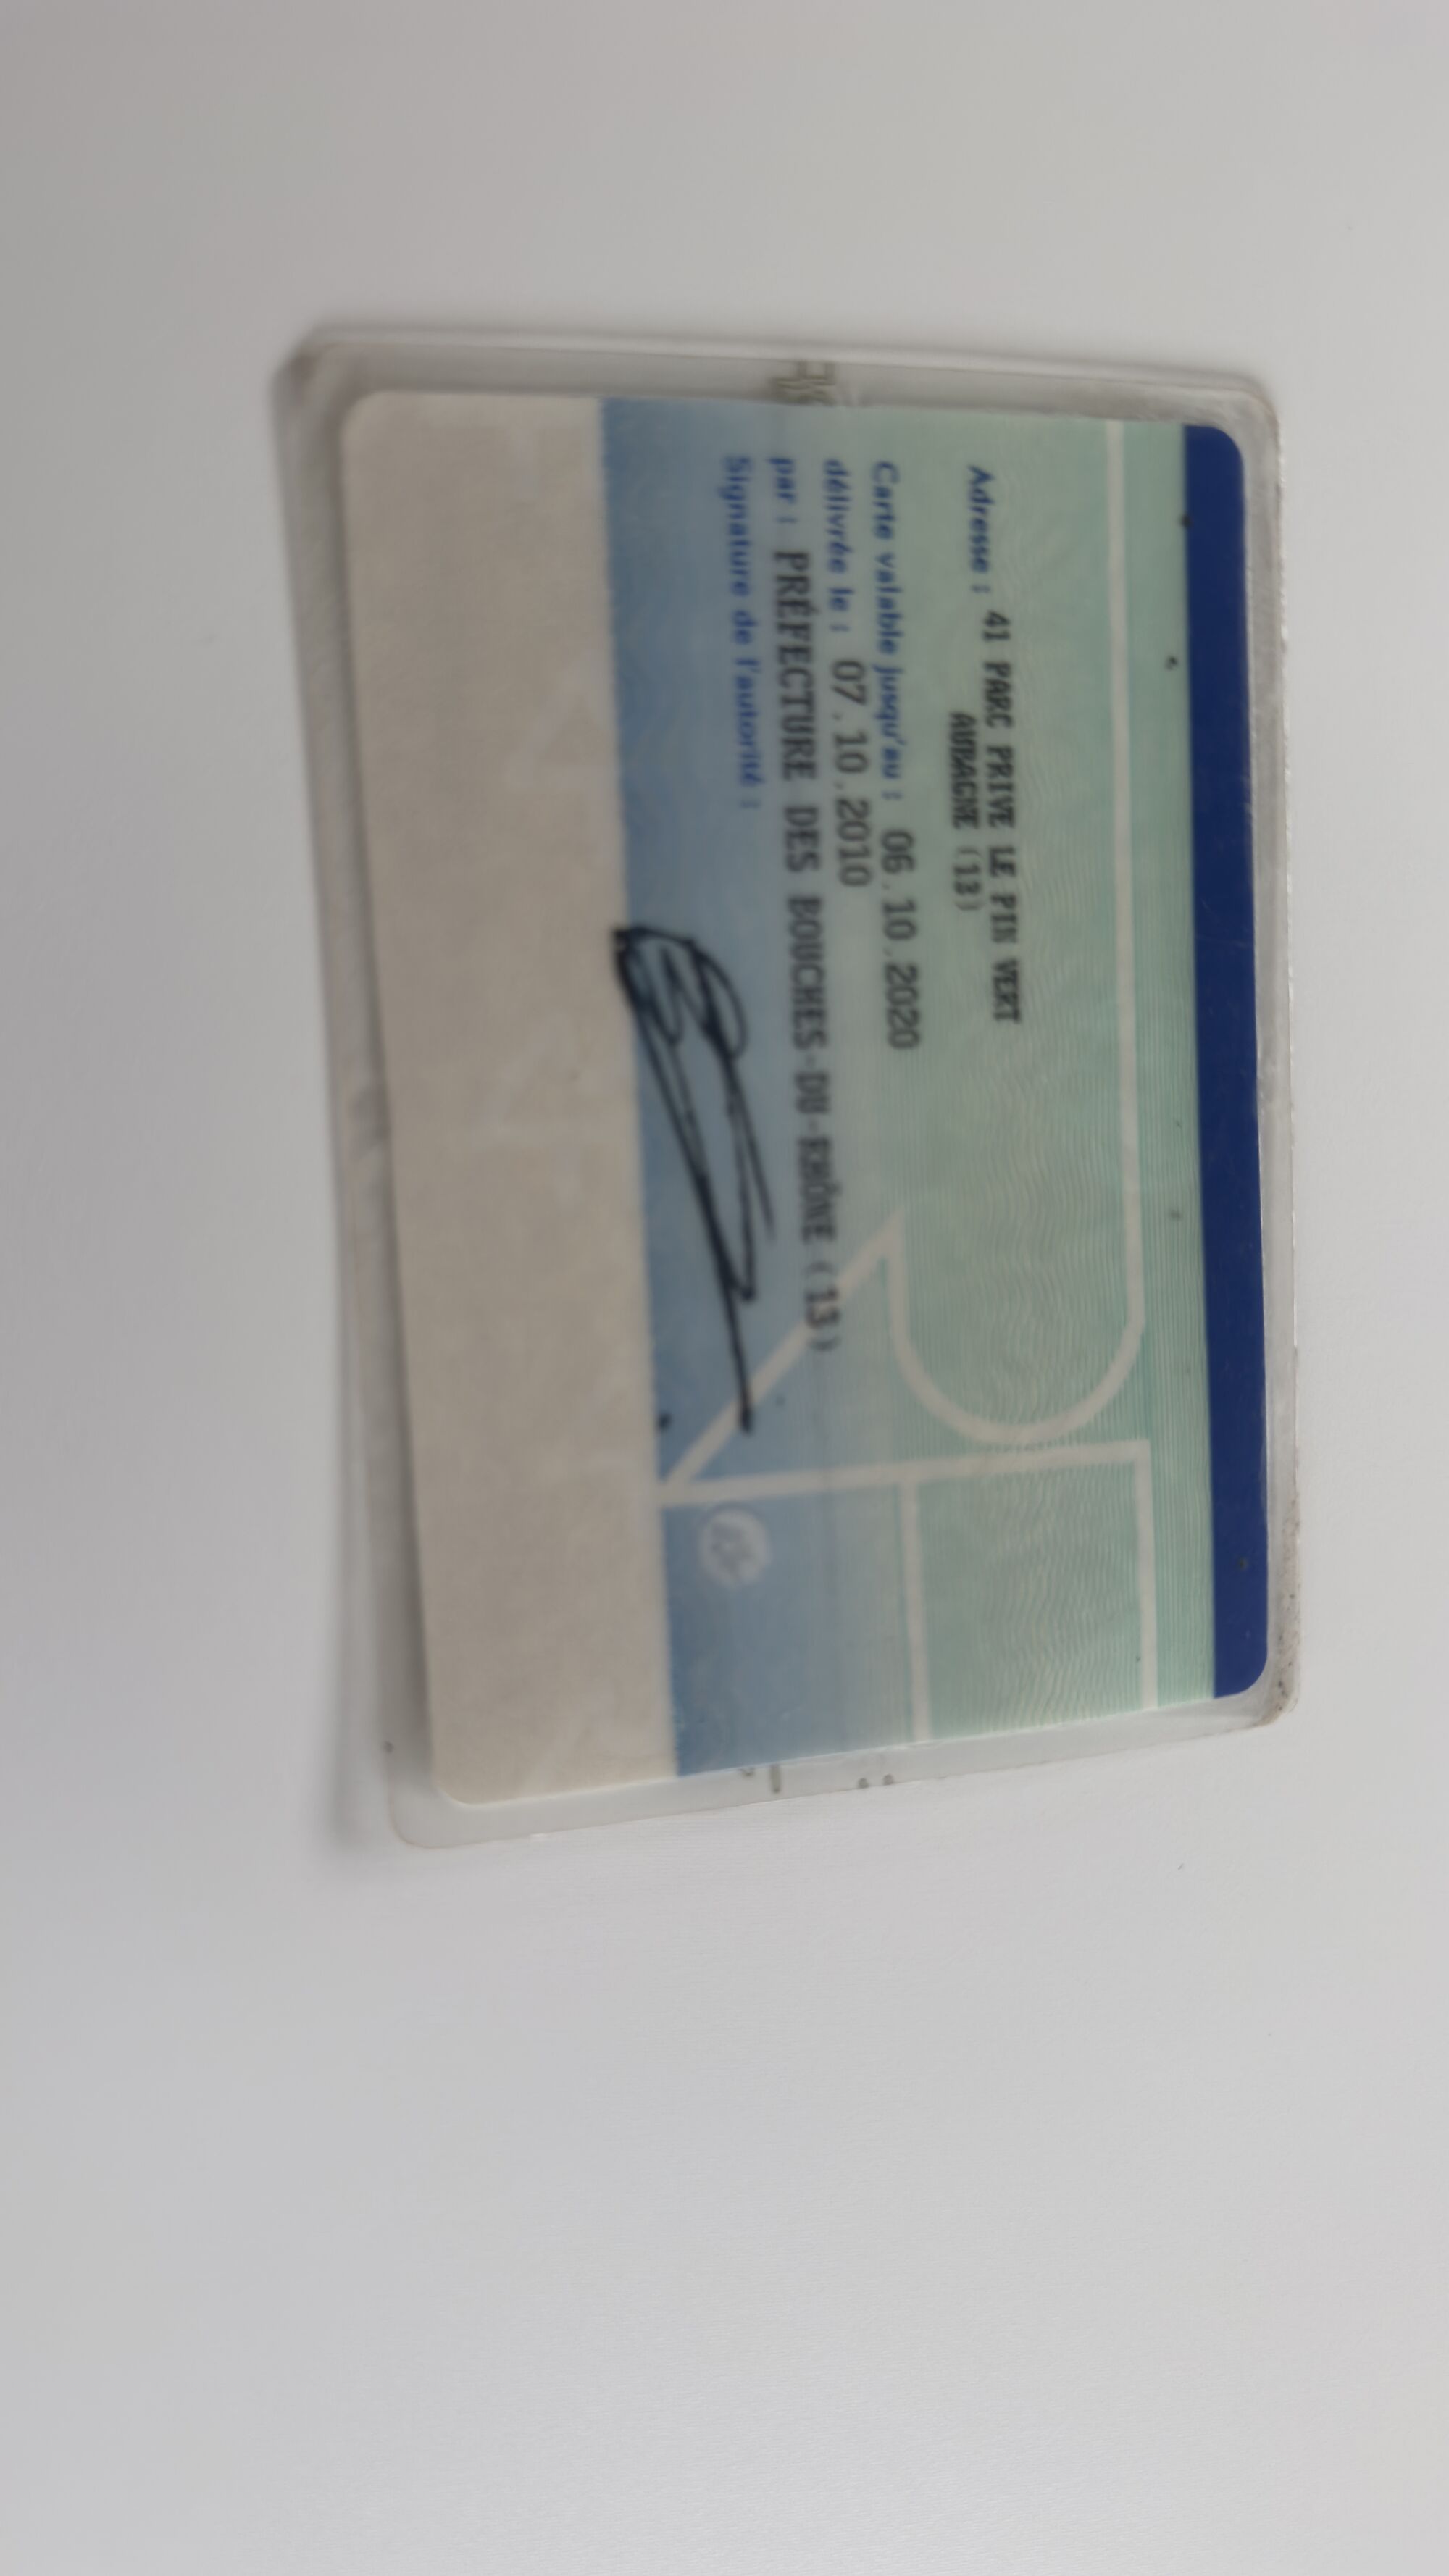 Adresse : 41 PARC PRIVE LE PIN VERT
AUBAGNE (13)
Carte valable jusqu'au : 06.10.2020
délivrée le : 07.10.2010
par : PRÉFECTURE DES BOUCHES-DU-RHÔNE (13)
Signature de l'autorité :